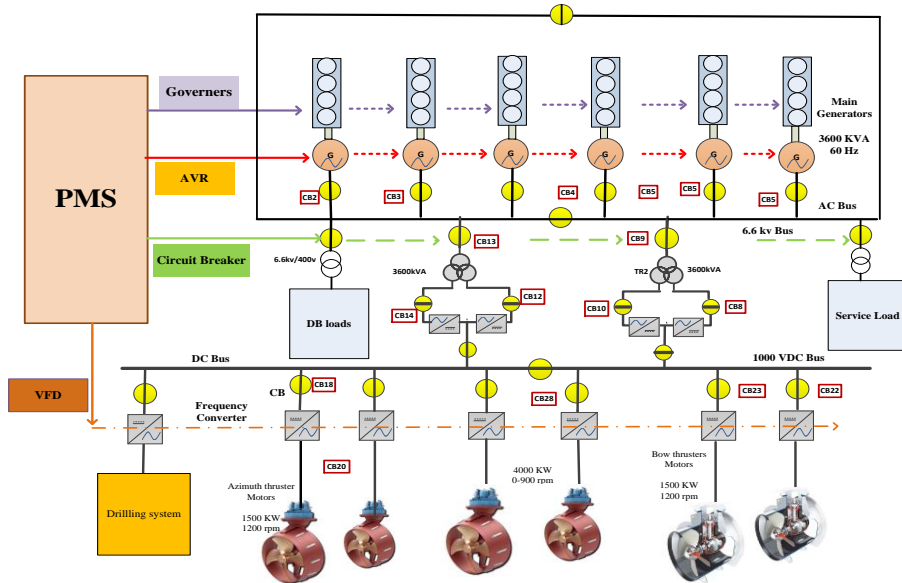 PMS
Governers
AVR
Circuit Breaker
VFD
Main
Generators
3600 KVA
60 Hz
G
G
G
G
G
G
CB2
CB3
CB4
CB5
CB5
CB5
AC Bus
6.6 kv Bus
6.6kv/400v
CB13
CB9
3600kVA
TR2
3600kVA
CB14
CB12
CB10
CB8
DB loads
Service Load
DC Bus
1000 VDC Bus
CB
CB18
CB28
CB23
CB22
Frequency
Converter
CB20
Drillling system
Azimuth thruster
Motors
1500 KW
1200 rpm
4000 KW
0-900 rpm
Bow thrusters
Motors
1500 KW
1200 rpm